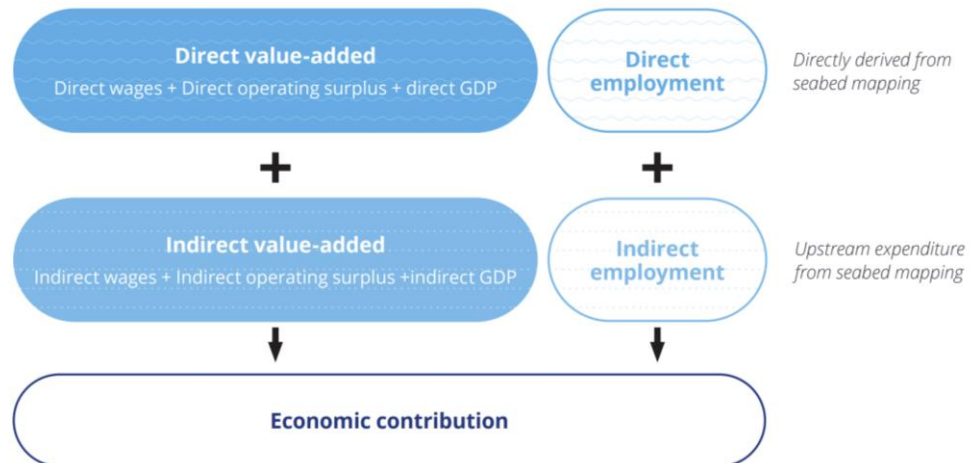 Direct value-added
Direct wages + Direct operating surplus + direct GDP
Direct
employment
Directly derived from
seabed mapping
+
+
Indirect value-added
Indirect wages + Indirect operating surplus +indirect GDP
Indirect
employment
Upstream expenditure
from seabed mapping
Economic contribution